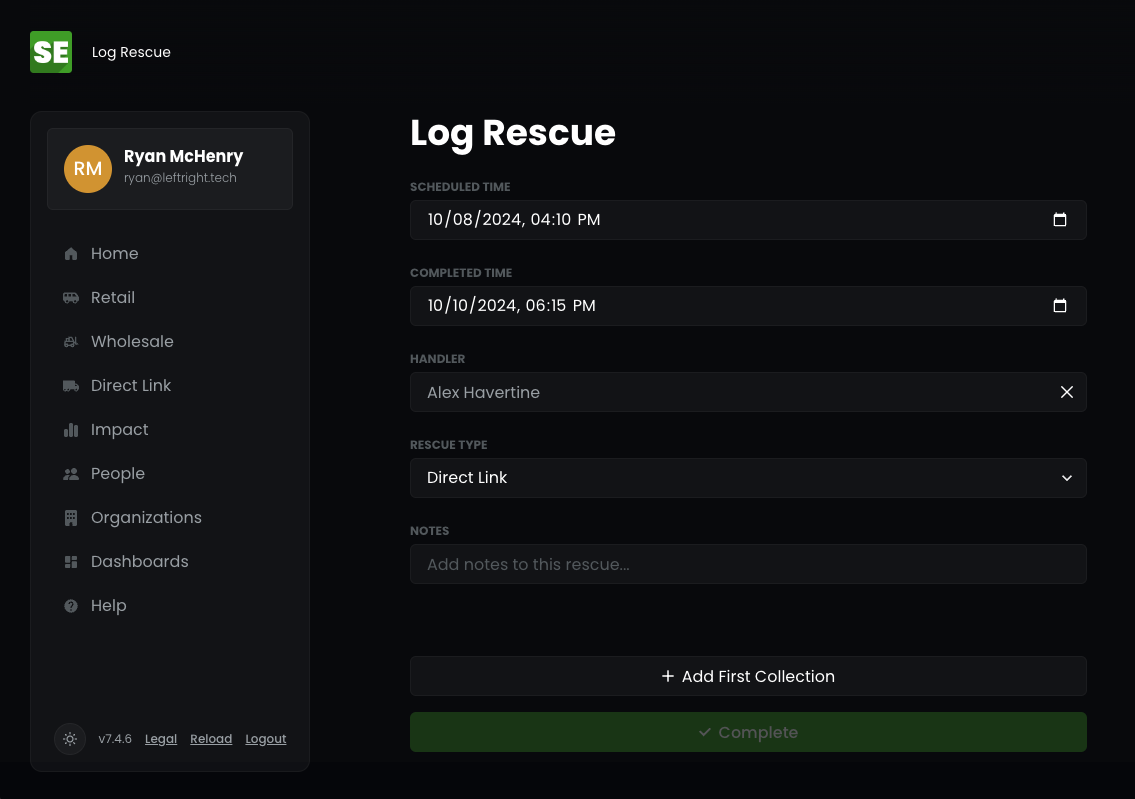 SE
Log Rescue
RM
Ryan McHenry
ryan@leftright.tech
Home
Retail
Wholesale
Direct Link
Impact
People
Organizations
Dashboards
Help
v7.4.6 Legal Reload Logout
Log Rescue
SCHEDULED TIME
10/08/2024, 04:10 PM
COMPLETED TIME
10/10/2024, 06:15 PM
HANDLER
Alex Havertine
RESCUE TYPE
Direct Link
NOTES
Add notes to this rescue...
+ Add First Collection
Complete